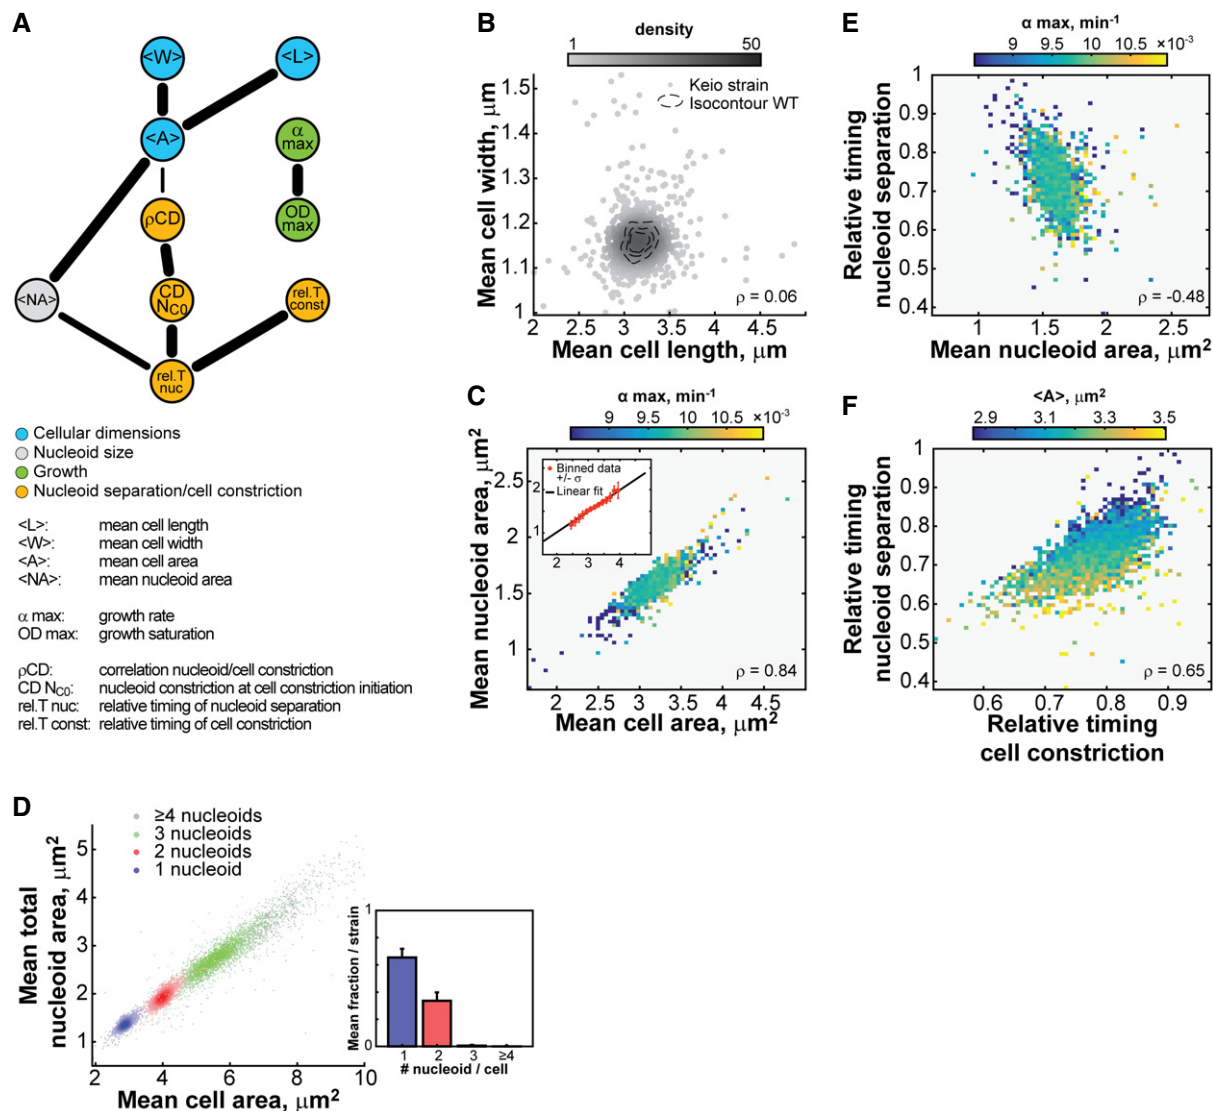 A
<W>
<L>
<A>
α
max
ρCD
OD
max
<NA>
CD
N_C0
rel.T
const
rel.T
nuc
Cellular dimensions
Nucleoid size
Growth
Nucleoid separation/cell constriction
<L>: mean cell length
<W>: mean cell width
<A>: mean cell area
<NA>: mean nucleoid area
α max: growth rate
OD max: growth saturation
ρCD: correlation nucleoid/cell constriction
CD N_C0: nucleoid constriction at cell constriction initiation
rel.T nuc: relative timing of nucleoid separation
rel.T const: relative timing of cell constriction
B
density
1 50
Keio strain
Isocontour WT
Mean cell width, μm
1.5
1.4
1.3
1.2
1.1
1
ρ = 0.06
2 2.5 3 3.5 4 4.5
Mean cell length, μm
C
α max, min⁻¹
9 9.5 10 10.5 ×10⁻³
Mean nucleoid area, μm²
2.5
2
1.5
1
Binned data
+/- σ
Linear fit
2
1
2 3 4
ρ = 0.84
2 2.5 3 3.5 4 4.5
Mean cell area, μm²
D
≥4 nucleoids
3 nucleoids
2 nucleoids
1 nucleoid
Mean total
nucleoid area, μm²
5
4
3
2
1
2 4 6 8 10
Mean cell area, μm²
Mean fraction / strain
1
0
1 2 3 ≥4
# nucleoid / cell
E
α max, min⁻¹
9 9.5 10 10.5 ×10⁻³
Relative timing
nucleoid separation
1
0.9
0.8
0.7
0.6
0.5
0.4
ρ = -0.48
1 1.5 2 2.5
Mean nucleoid area, μm²
F
<A>, μm²
2.9 3.1 3.3 3.5
Relative timing
nucleoid separation
1
0.9
0.8
0.7
0.6
0.5
0.4
ρ = 0.65
0.6 0.7 0.8 0.9
Relative timing
cell constriction